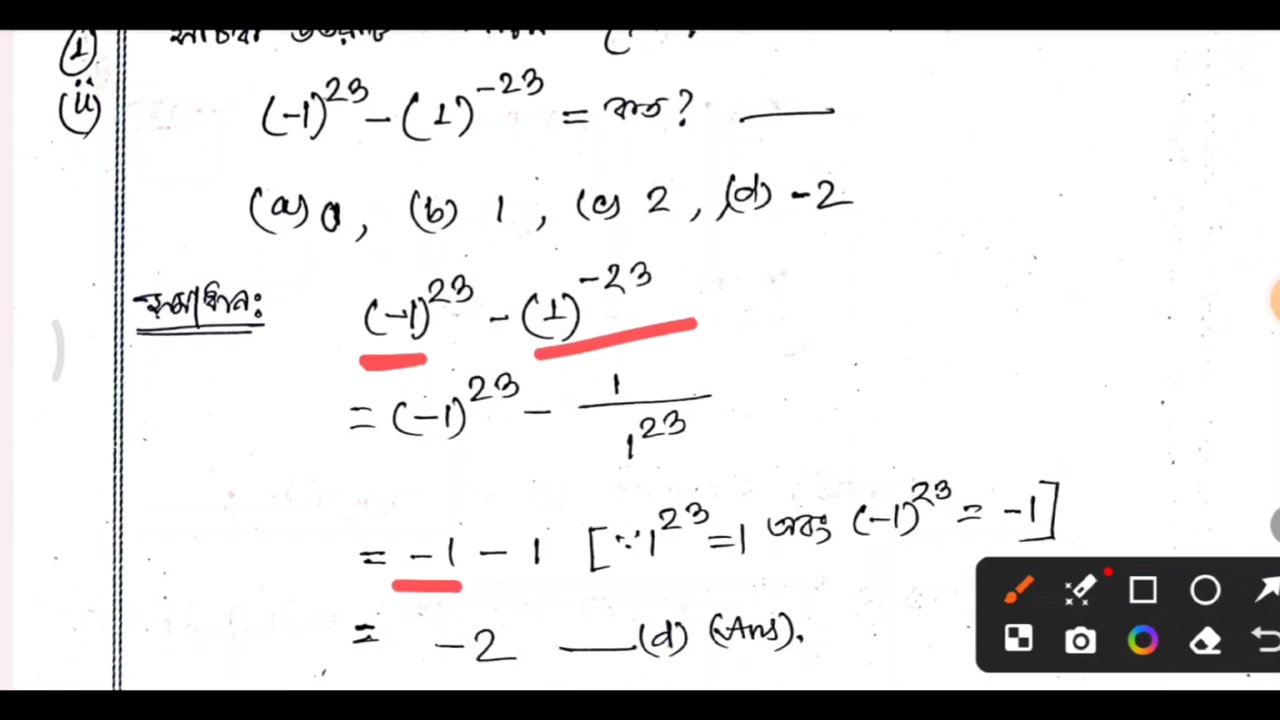 (i)
(ii) (-1)^23 - (1)^-23 = কত? —
(a) 0, (b) 1, (c) 2, (d) -2
সমাধান: (-1)^23 - (1)^-23
= (-1)^23 - 1/1^23
= -1 - 1 [∵ 1^23 = 1 এবং (-1)^23 = -1]
= -2 —(d) (Ans).